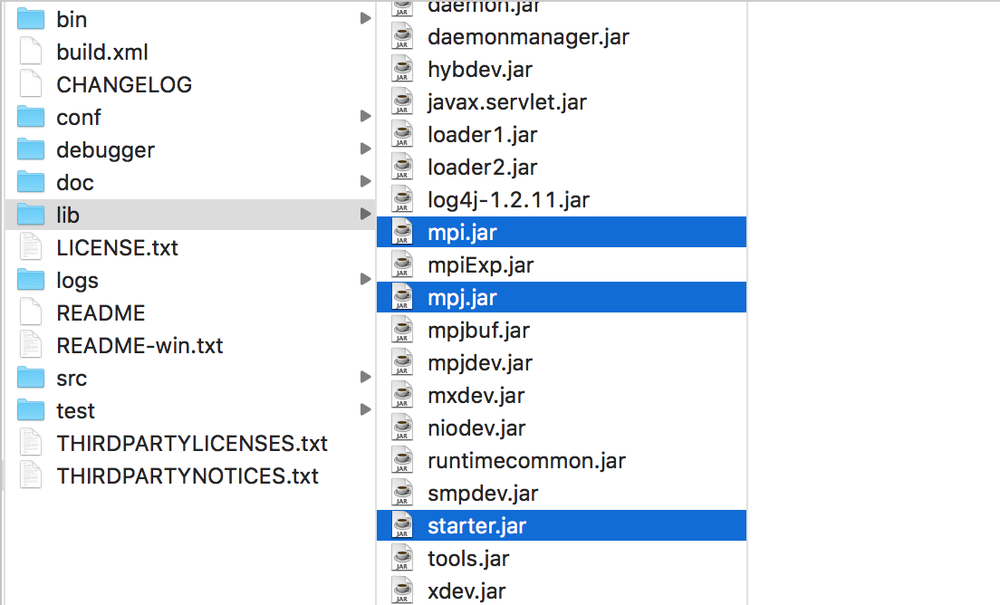 bin
build.xml
CHANGELOG
conf
debugger
doc
lib
LICENSE.txt
logs
README
README-win.txt
src
test
THIRDPARTYLICENSES.txt
THIRDPARTYNOTICES.txt
daemon.jar
daemonmanager.jar
hybdev.jar
javax.servlet.jar
loader1.jar
loader2.jar
log4j-1.2.11.jar
mpi.jar
mpiExp.jar
mpj.jar
mpjbuf.jar
mpjdev.jar
mxdev.jar
niodev.jar
runtimecommon.jar
smpdev.jar
starter.jar
tools.jar
xdev.jar